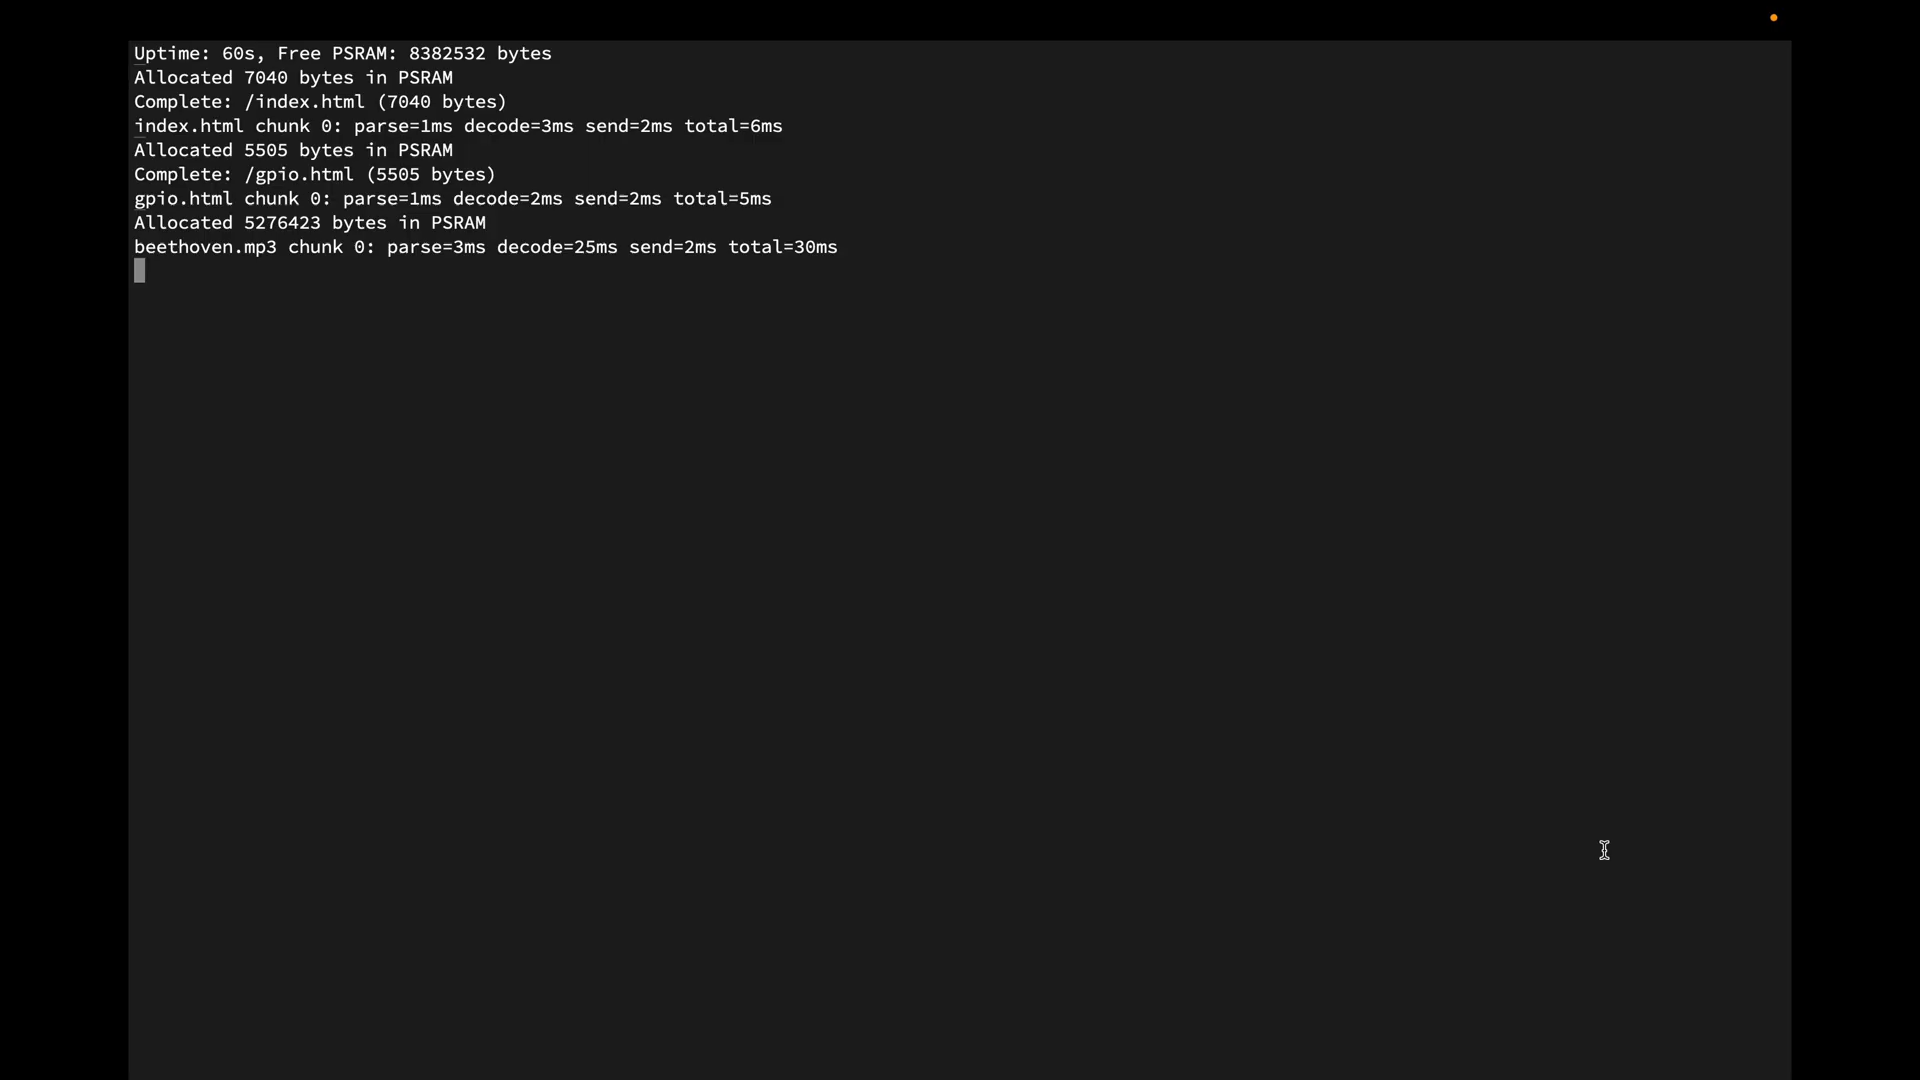 Uptime: 60s, Free PSRAM: 8382532 bytes
Allocated 7040 bytes in PSRAM
Complete: /index.html (7040 bytes)
index.html chunk 0: parse=1ms decode=3ms send=2ms total=6ms
Allocated 5505 bytes in PSRAM
Complete: /gpio.html (5505 bytes)
gpio.html chunk 0: parse=1ms decode=2ms send=2ms total=5ms
Allocated 5276423 bytes in PSRAM
beethoven.mp3 chunk 0: parse=3ms decode=25ms send=2ms total=30ms